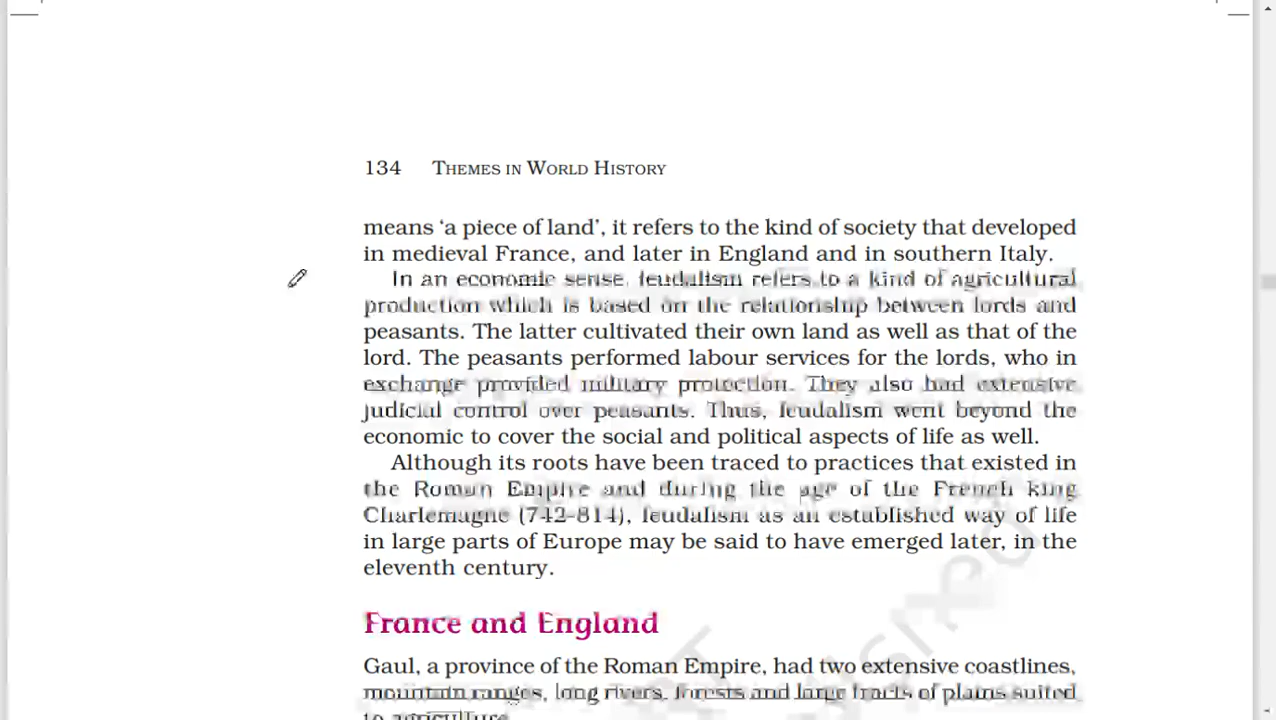 134 THEMES IN WORLD HISTORY
means ‘a piece of land’, it refers to the kind of society that developed
in medieval France, and later in England and in southern Italy.
In an economic sense, feudalism refers to a kind of agricultural
production which is based on the relationship between lords and
peasants. The latter cultivated their own land as well as that of the
lord. The peasants performed labour services for the lords, who in
exchange provided military protection. They also had extensive
judicial control over peasants. Thus, feudalism went beyond the
economic to cover the social and political aspects of life as well.
Although its roots have been traced to practices that existed in
the Roman Empire and during the age of the French king
Charlemagne (742-814), feudalism as an established way of life
in large parts of Europe may be said to have emerged later, in the
eleventh century.
France and England
Gaul, a province of the Roman Empire, had two extensive coastlines,
mountain ranges, long rivers, forests and large tracts of plains suited
to agriculture.